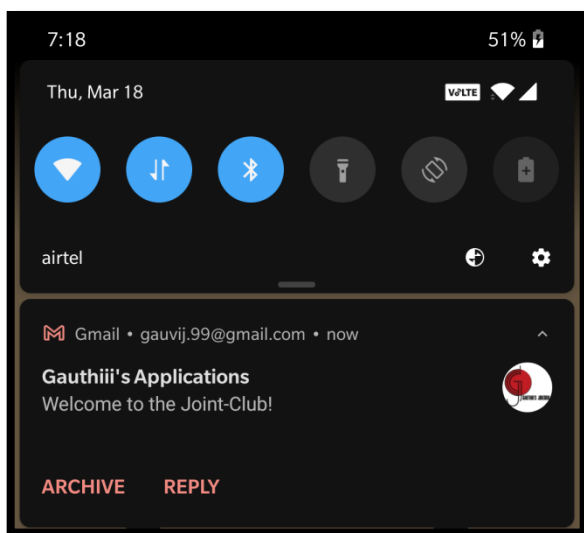 7:18 51%
Thu, Mar 18 VoLTE
airtel
Gmail • gauvij.99@gmail.com • now
Gauthiii's Applications
Welcome to the Joint-Club!
ARCHIVE REPLY